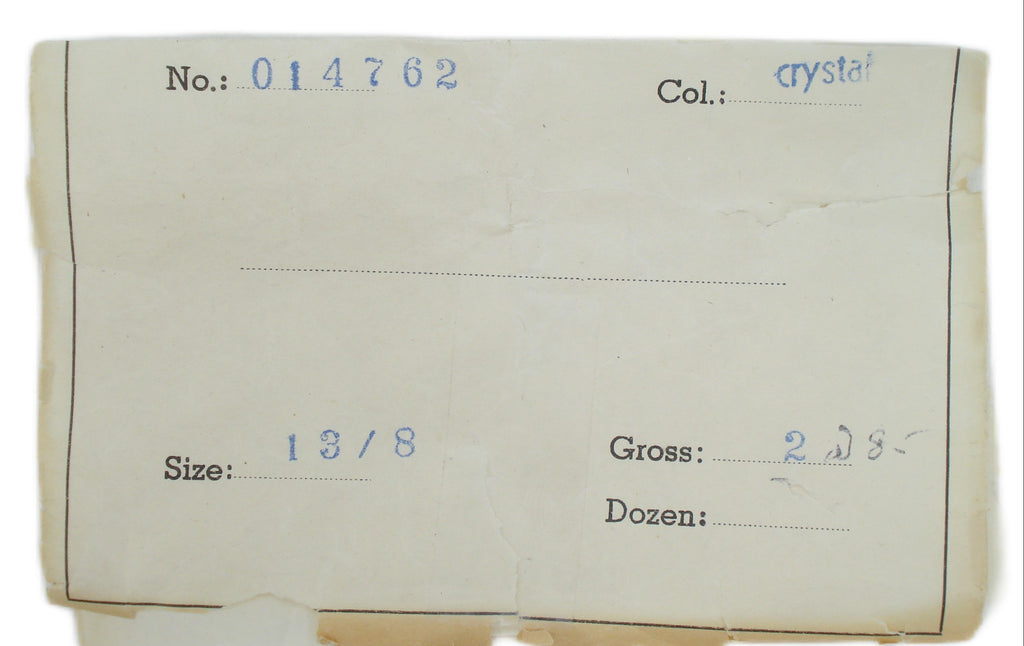 No.: 014762 Col.: crystal
Size: 13/8 Gross: 2
Dozen: